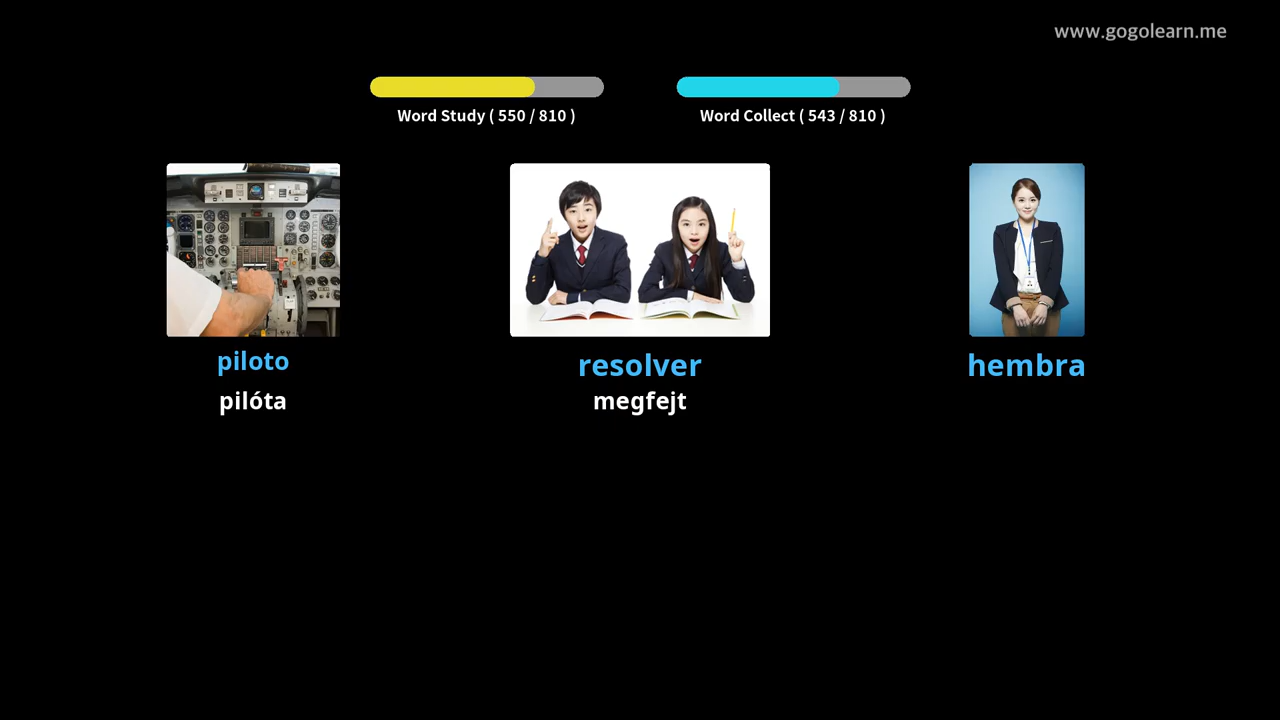 www.gogolearn.me
Word Study ( 550 / 810 )
Word Collect ( 543 / 810 )
piloto
pilóta
resolver
megfejt
hembra